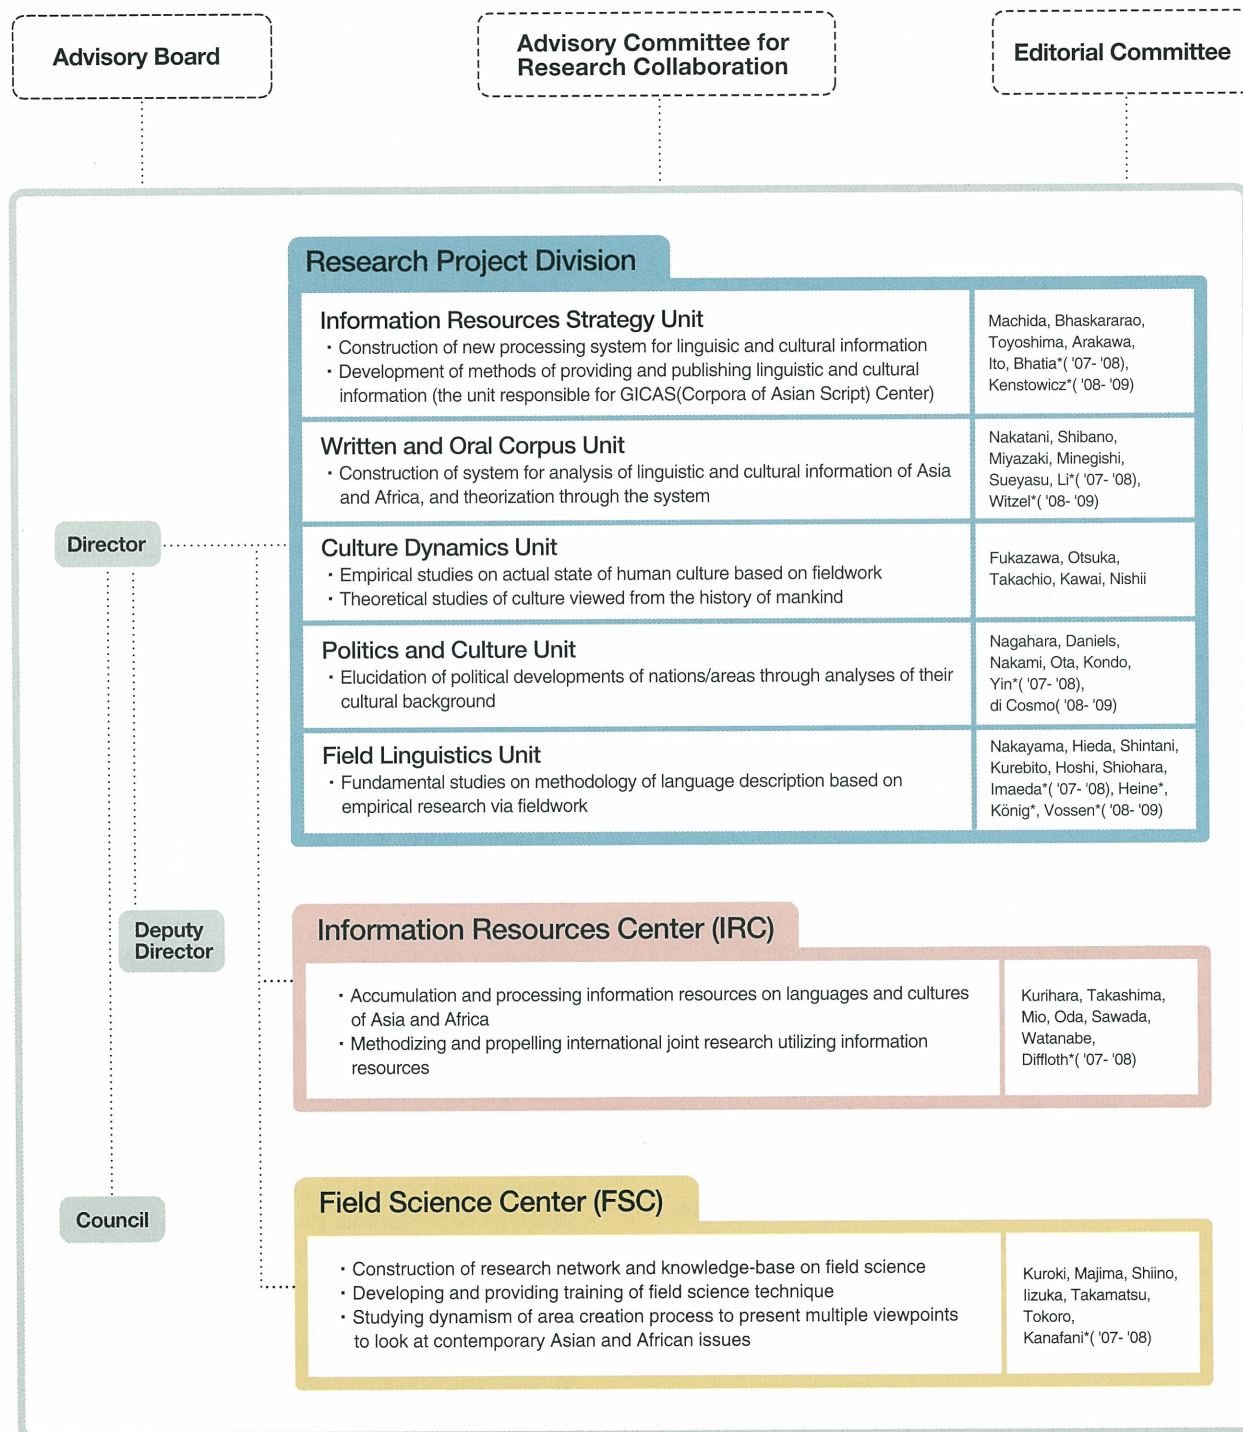 Advisory Board
Advisory Committee for
Research Collaboration
Editorial Committee
Research Project Division
Information Resources Strategy Unit
・Construction of new processing system for linguisic and cultural information
・Development of methods of providing and publishing linguistic and cultural
information (the unit responsible for GICAS(Corpora of Asian Script) Center)
Machida, Bhaskararao,
Toyoshima, Arakawa,
Ito, Bhatia*( '07- '08),
Kenstowicz*( '08- '09)
Written and Oral Corpus Unit
・Construction of system for analysis of linguistic and cultural information of Asia
and Africa, and theorization through the system
Nakatani, Shibano,
Miyazaki, Minegishi,
Sueyasu, Li*( '07- '08),
Witzel*( '08- '09)
Director
Culture Dynamics Unit
・Empirical studies on actual state of human culture based on fieldwork
・Theoretical studies of culture viewed from the history of mankind
Fukazawa, Otsuka,
Takachio, Kawai, Nishii
Politics and Culture Unit
・Elucidation of political developments of nations/areas through analyses of their
cultural background
Nagahara, Daniels,
Nakami, Ota, Kondo,
Yin*( '07- '08),
di Cosmo( '08- '09)
Field Linguistics Unit
・Fundamental studies on methodology of language description based on
empirical research via fieldwork
Nakayama, Hieda, Shintani,
Kurebito, Hoshi, Shiohara,
Imaeda*( '07- '08), Heine*,
König*, Vossen*( '08- '09)
Deputy
Director
Information Resources Center (IRC)
・Accumulation and processing information resources on languages and cultures
of Asia and Africa
・Methodizing and propelling international joint research utilizing information
resources
Kurihara, Takashima,
Mio, Oda, Sawada,
Watanabe,
Diffloth*( '07- '08)
Council
Field Science Center (FSC)
・Construction of research network and knowledge-base on field science
・Developing and providing training of field science technique
・Studying dynamism of area creation process to present multiple viewpoints
to look at contemporary Asian and African issues
Kuroki, Majima, Shiino,
Iizuka, Takamatsu,
Tokoro,
Kanafani*( '07- '08)